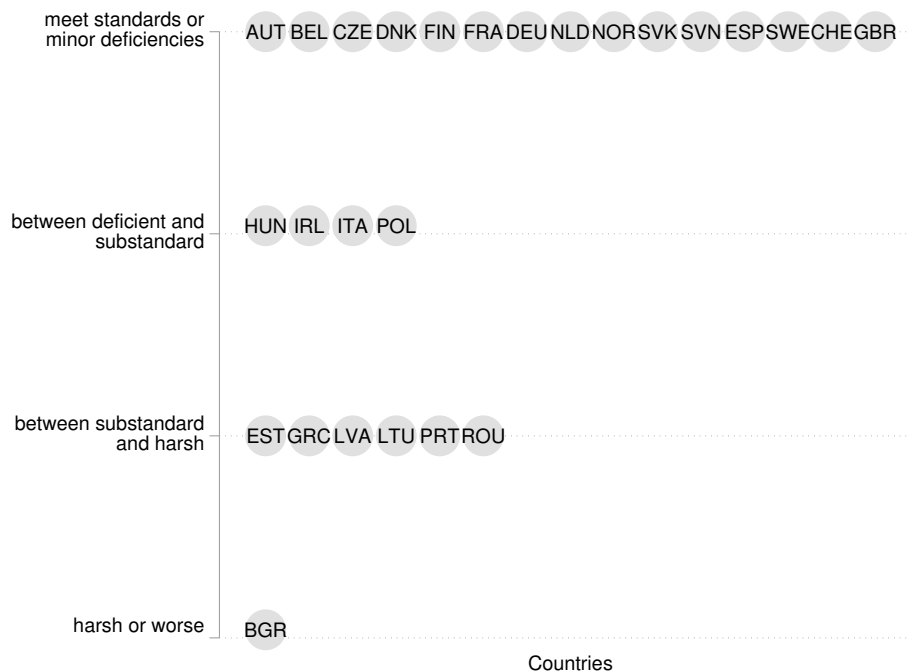 meet standards or
minor deficiencies
AUT BEL CZE DNK FIN FRA DEU NLD NOR SVK SVN ESP SWE CHE GBR
between deficient and
substandard
HUN IRL ITA POL
between substandard
and harsh
EST GRC LVA LTU PRT ROU
harsh or worse
BGR
Countries